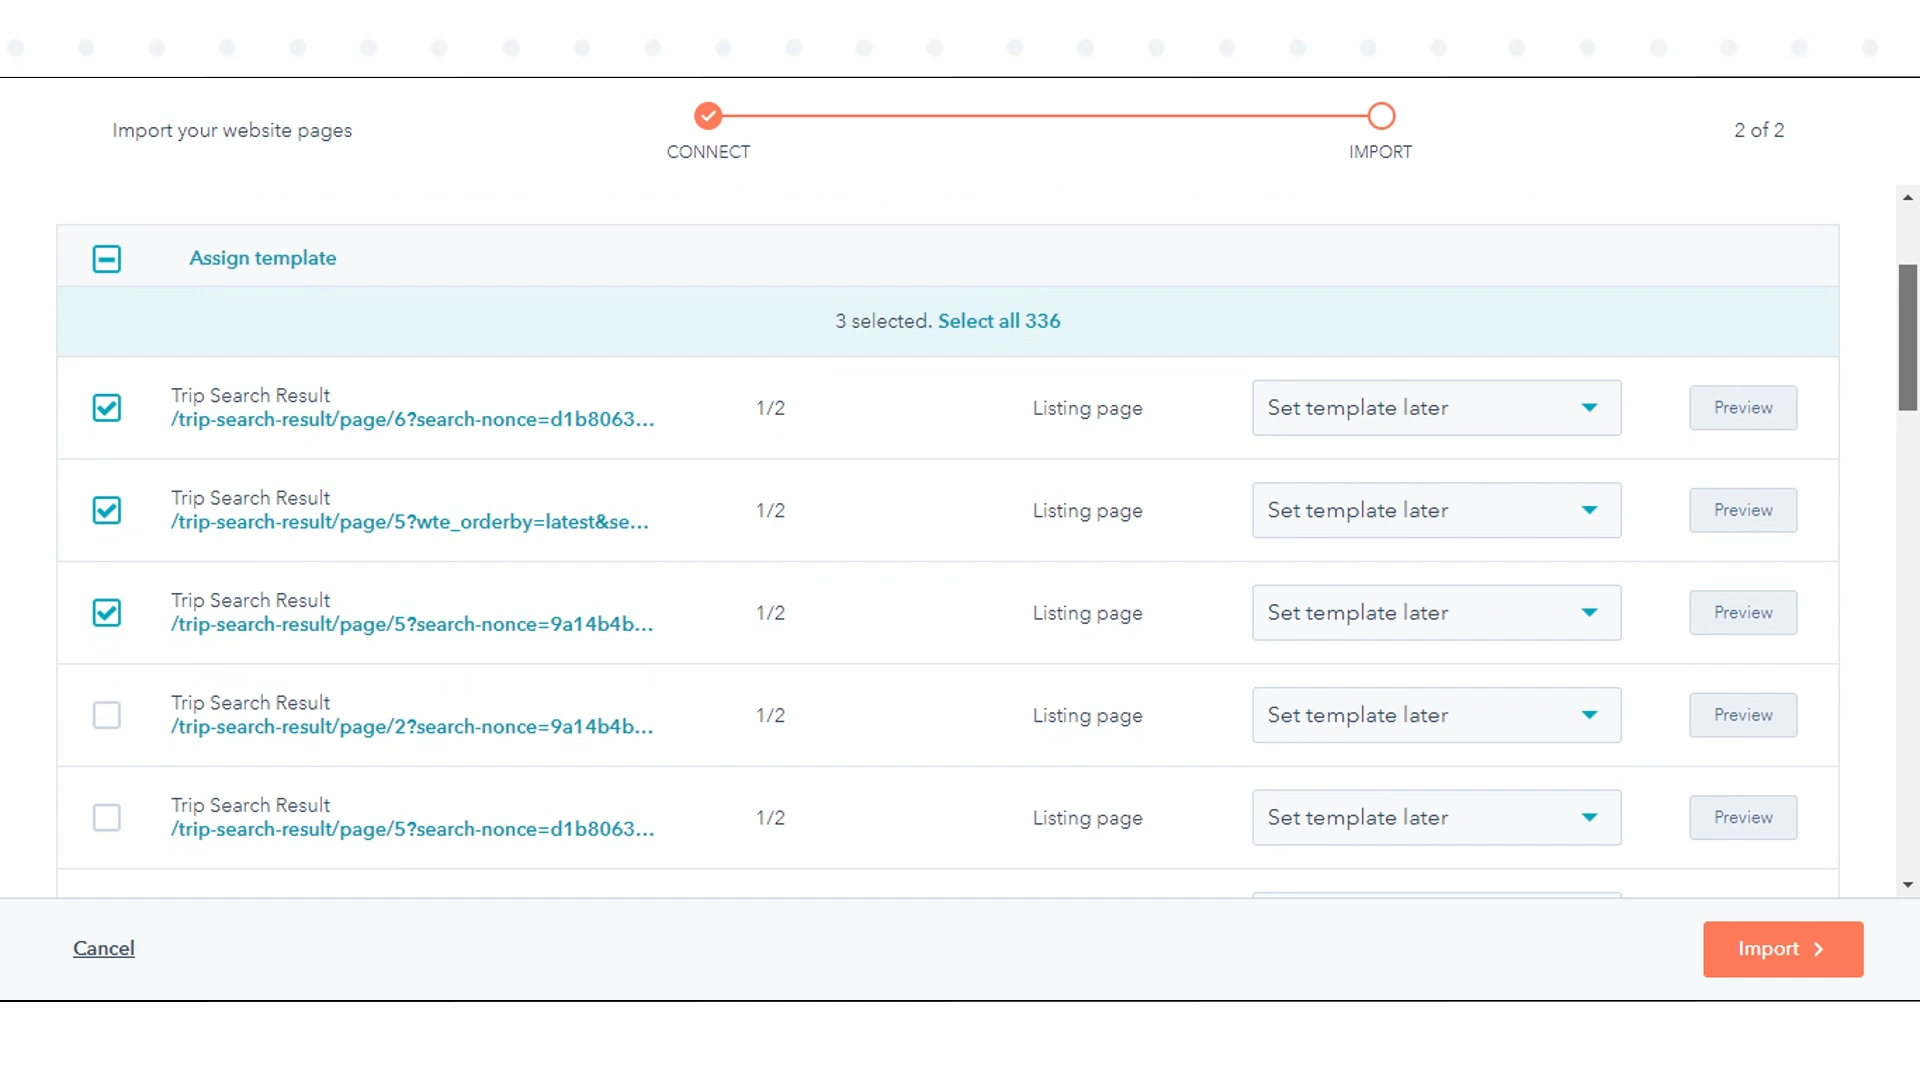 Import your website pages
CONNECT
IMPORT
2 of 2
Assign template
3 selected. Select all 336
Trip Search Result
/trip-search-result/page/6?search-nonce=d1b8063...
1/2
Listing page
Set template later
Preview
Trip Search Result
/trip-search-result/page/5?wte_orderby=latest&se...
1/2
Listing page
Set template later
Preview
Trip Search Result
/trip-search-result/page/5?search-nonce=9a14b4b...
1/2
Listing page
Set template later
Preview
Trip Search Result
/trip-search-result/page/2?search-nonce=9a14b4b...
1/2
Listing page
Set template later
Preview
Trip Search Result
/trip-search-result/page/5?search-nonce=d1b8063...
1/2
Listing page
Set template later
Preview
Cancel
Import